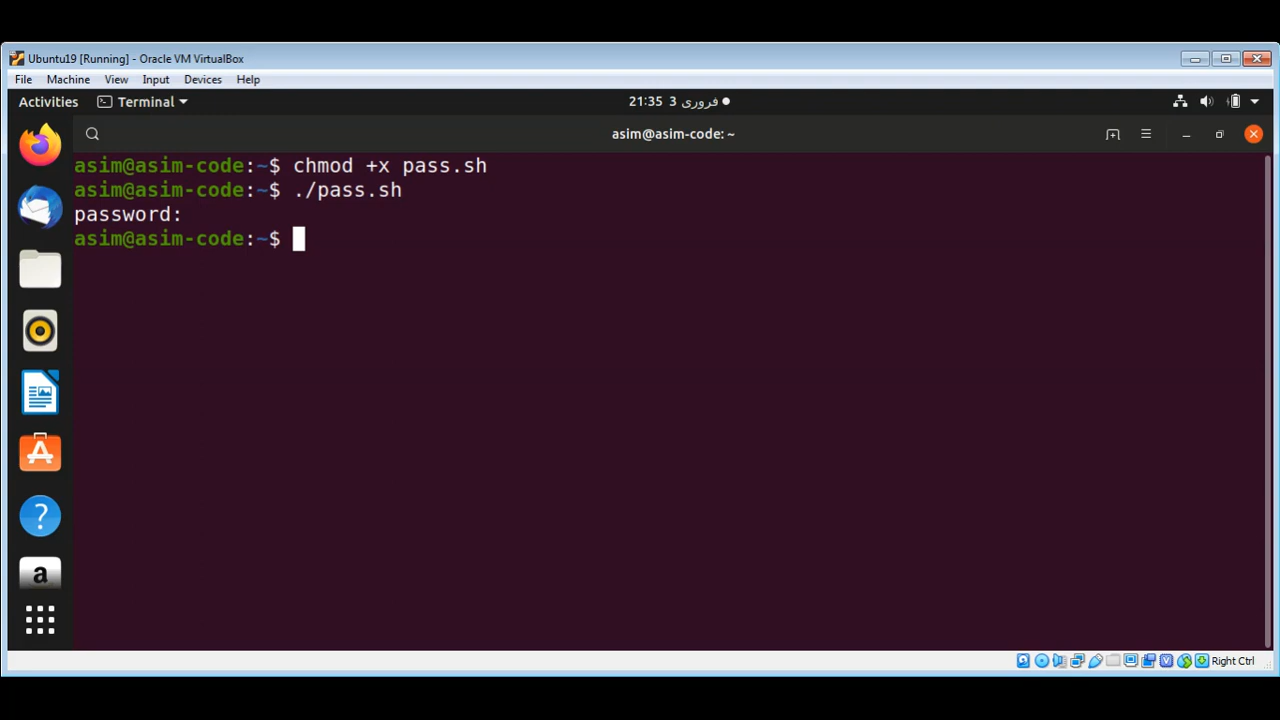 Ubuntu19 [Running] - Oracle VM VirtualBox
File Machine View Input Devices Help
Activities Terminal 21:35 3 فروری
asim@asim-code: ~
asim@asim-code:~$ chmod +x pass.sh
asim@asim-code:~$ ./pass.sh
password:
asim@asim-code:~$
Right Ctrl